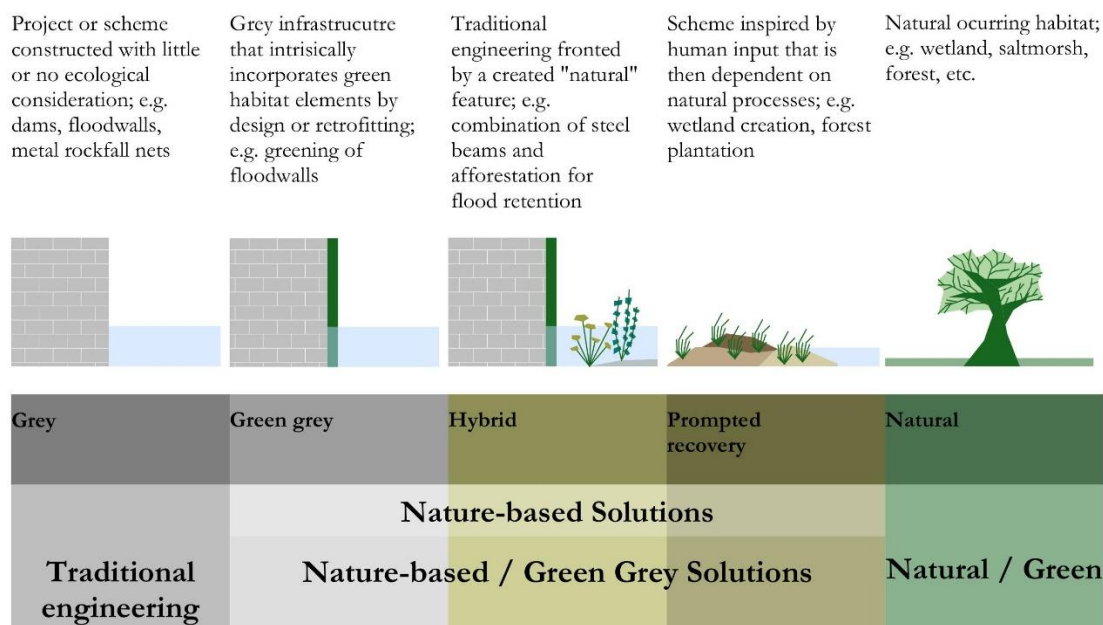 Project or scheme
constructed with little
or no ecological
consideration; e.g.
dams, floodwalls,
metal rockfall nets
Grey infrastrucutre
that intrisically
incorporates green
habitat elements by
design or retrofitting;
e.g. greening of
floodwalls
Traditional
engineering fronted
by a created "natural"
feature; e.g.
combination of steel
beams and
afforestation for
flood retention
Scheme inspired by
human input that is
then dependent on
natural processes; e.g.
wetland creation, forest
plantation
Natural ocurring habitat;
e.g. wetland, saltmorsh,
forest, etc.
Grey
Green grey
Hybrid
Prompted
recovery
Natural
Nature-based Solutions
Traditional
engineering
Nature-based / Green Grey Solutions
Natural / Green